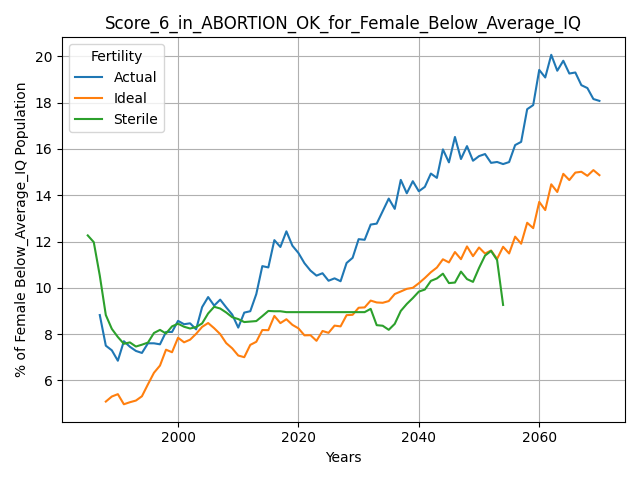 Score_6_in_ABORTION_OK_for_Female_Below_Average_IQ
Fertility
Actual
Ideal
Sterile
% of Female Below_Average_IQ Population
20
18
16
14
12
10
8
6
2000 2020 2040 2060
Years